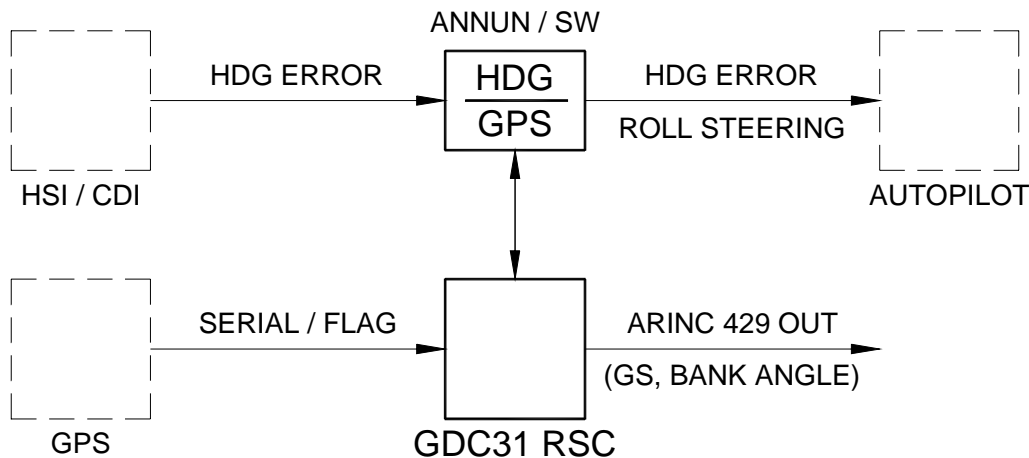 ANNUN / SW
HDG ERROR
HDG
GPS
HDG ERROR
ROLL STEERING
HSI / CDI
AUTOPILOT
SERIAL / FLAG
ARINC 429 OUT
(GS, BANK ANGLE)
GPS
GDC31 RSC